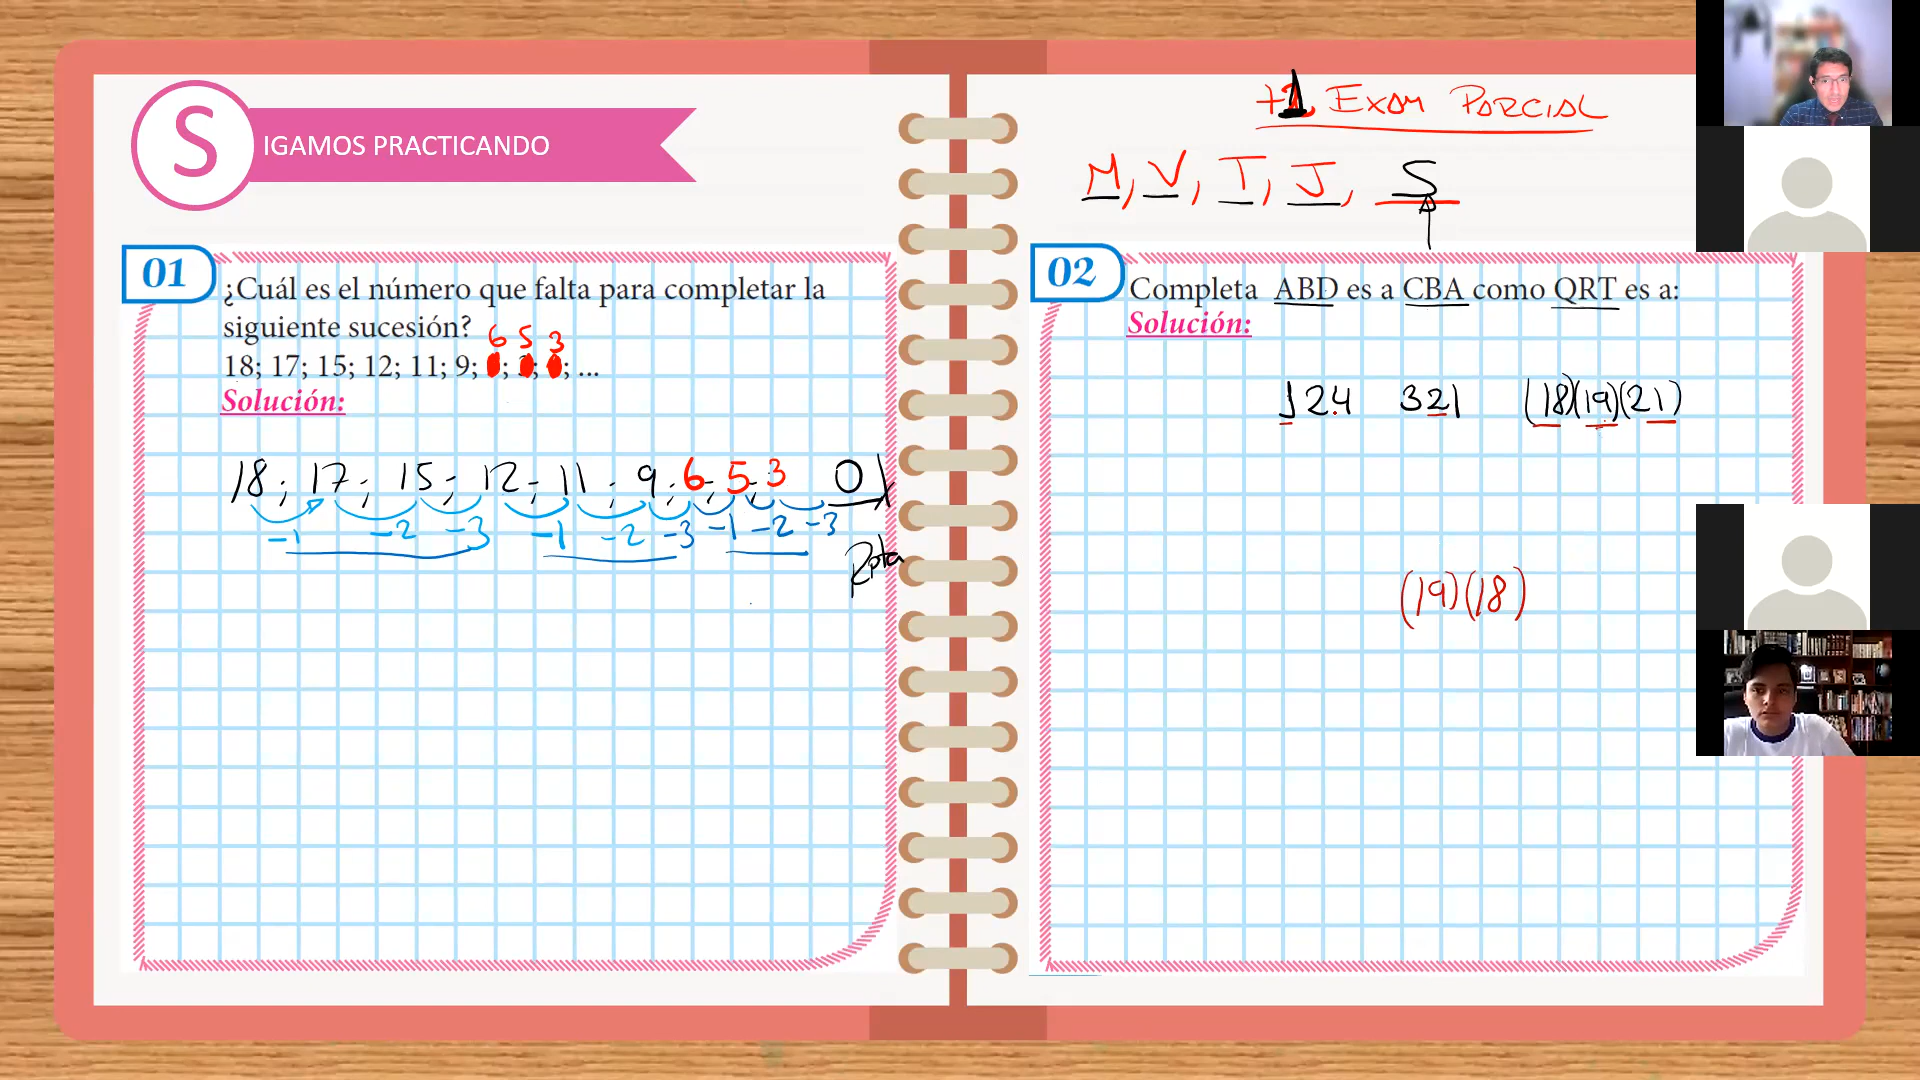 SIGAMOS PRACTICANDO
01
¿Cuál es el número que falta para completar la
siguiente sucesión?
6 5 3
18; 17; 15; 12; 11; 9; ; ; ; ...
Solución:
18; 17; 15; 12; 11; 9; 6; 5; 3 0
-1 -2 -3 -1 -2 -3 -1 -2 -3
Rpta
+1 EXAM PARCIAL
M, V, T, J, S
02
Completa ABD es a CBA como QRT es a:
Solución:
124 321 (18)(19)(21)
(19)(18)